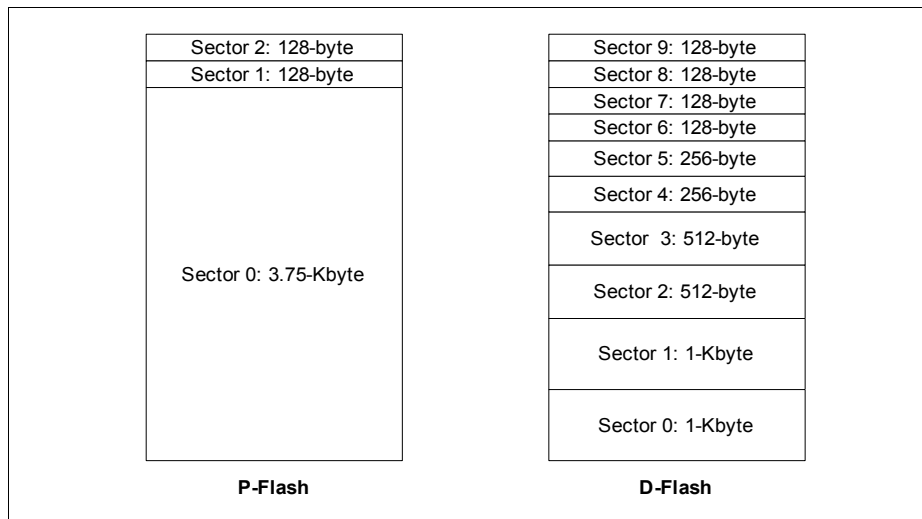 Sector 2: 128-byte
Sector 1: 128-byte
Sector 0: 3.75-Kbyte
P-Flash
Sector 9: 128-byte
Sector 8: 128-byte
Sector 7: 128-byte
Sector 6: 128-byte
Sector 5: 256-byte
Sector 4: 256-byte
Sector 3: 512-byte
Sector 2: 512-byte
Sector 1: 1-Kbyte
Sector 0: 1-Kbyte
D-Flash